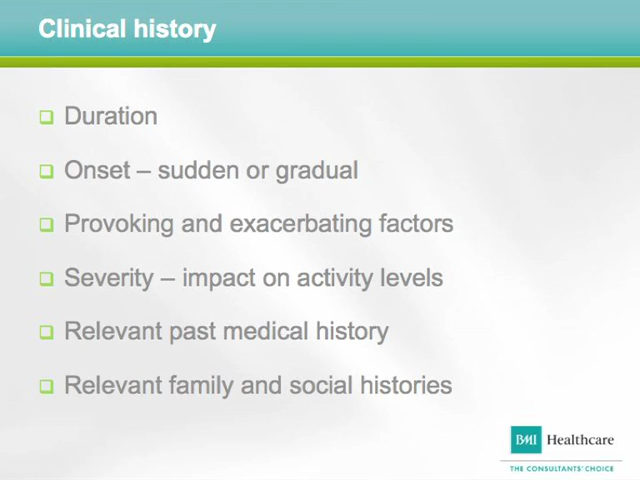 Clinical history
Duration
Onset – sudden or gradual
Provoking and exacerbating factors
Severity – impact on activity levels
Relevant past medical history
Relevant family and social histories
BMI Healthcare
THE CONSULTANTS' CHOICE